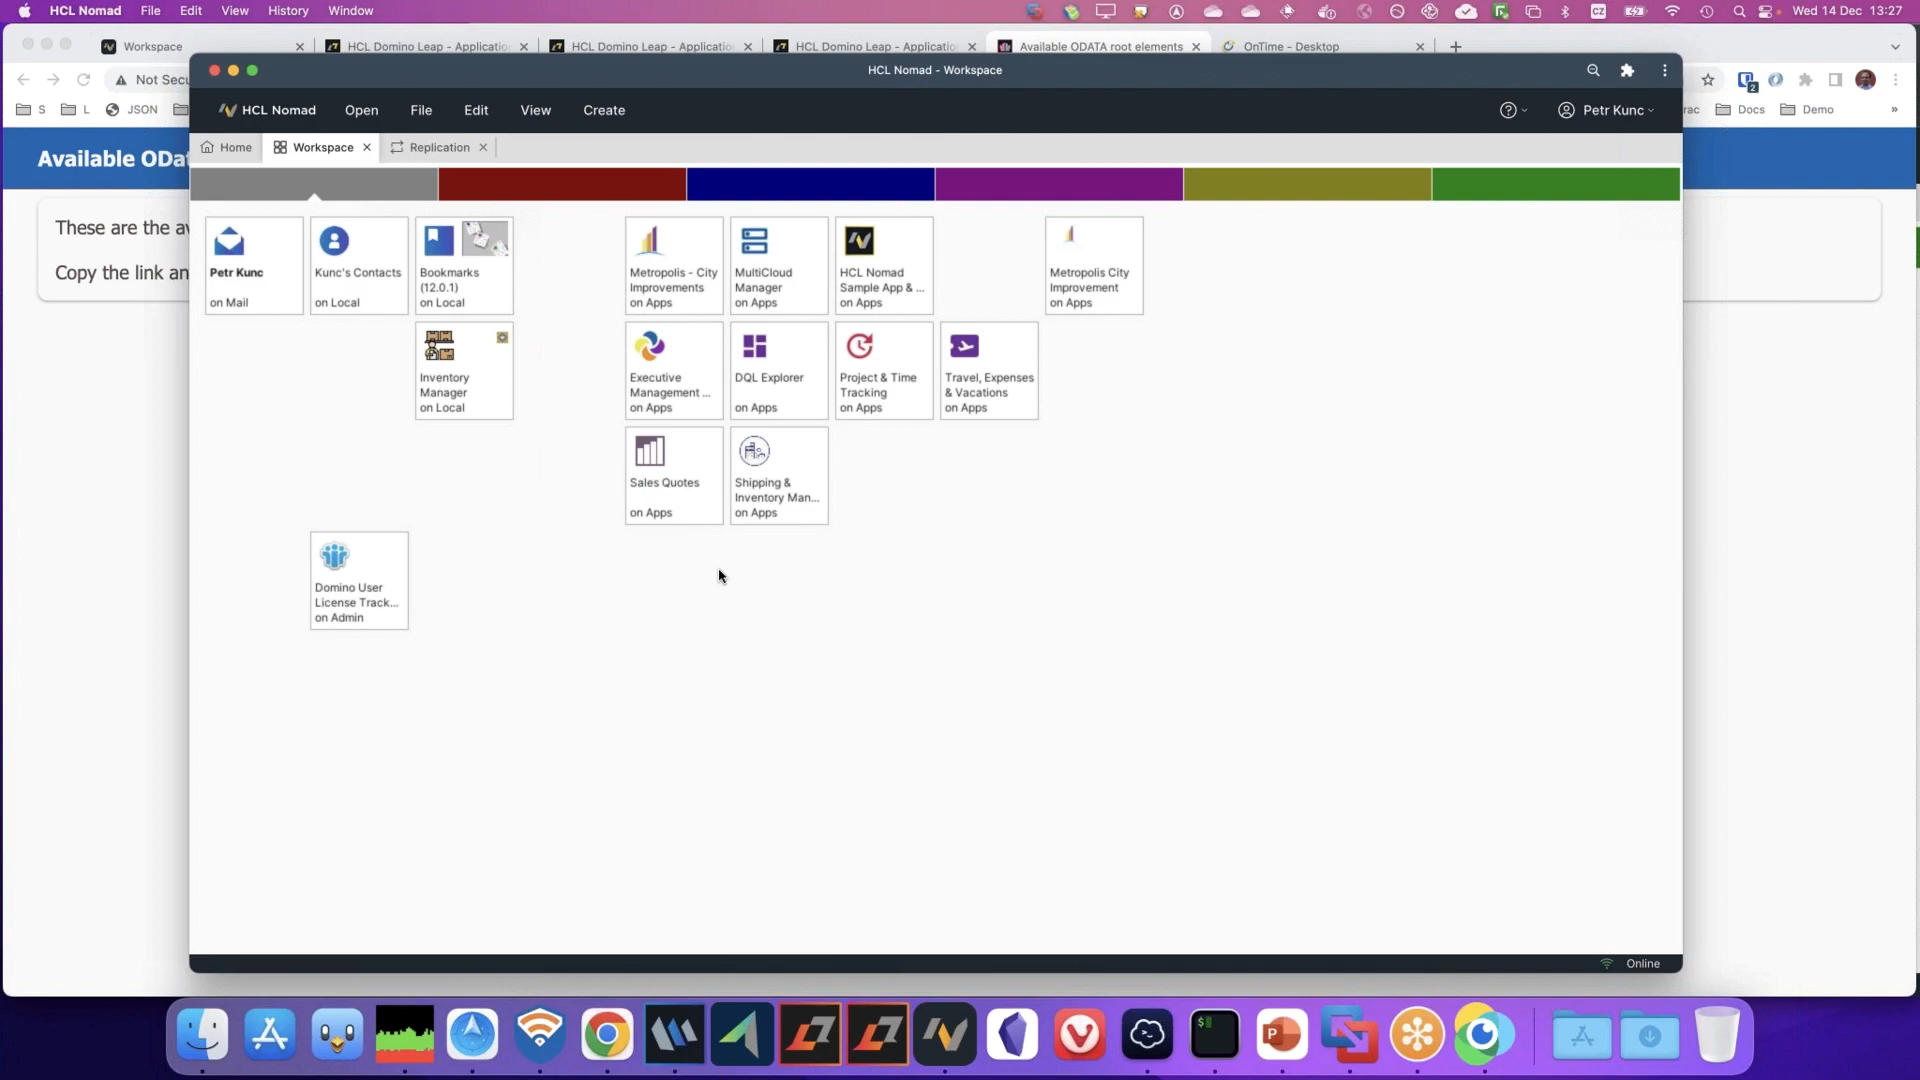 HCL Nomad File Edit View History Window
CZ
Wed 14 Dec 13:27
Workspace
HCL Domino Leap - Applicatio
HCL Domino Leap - Applicatio
HCL Domino Leap - Applicatio
Available ODATA root elements
OnTime - Desktop
Not Secu
HCL Nomad - Workspace
2
S
L
JSON
HCL Nomad
Open
File
Edit
View
Create
Petr Kunc
rac
Docs
Demo
»
Home
Workspace
Replication
Available ODat
These are the av
Copy the link an
Petr Kunc
on Mail
Kunc's Contacts
on Local
Bookmarks
(12.0.1)
on Local
Metropolis - City
Improvements
on Apps
MultiCloud
Manager
on Apps
HCL Nomad
Sample App & ...
on Apps
Metropolis City
Improvement
on Apps
Inventory
Manager
on Local
Executive
Management ...
on Apps
DQL Explorer
on Apps
Project & Time
Tracking
on Apps
Travel, Expenses
& Vacations
on Apps
Sales Quotes
on Apps
Shipping &
Inventory Man...
on Apps
Domino User
License Track...
on Admin
Online
$
P